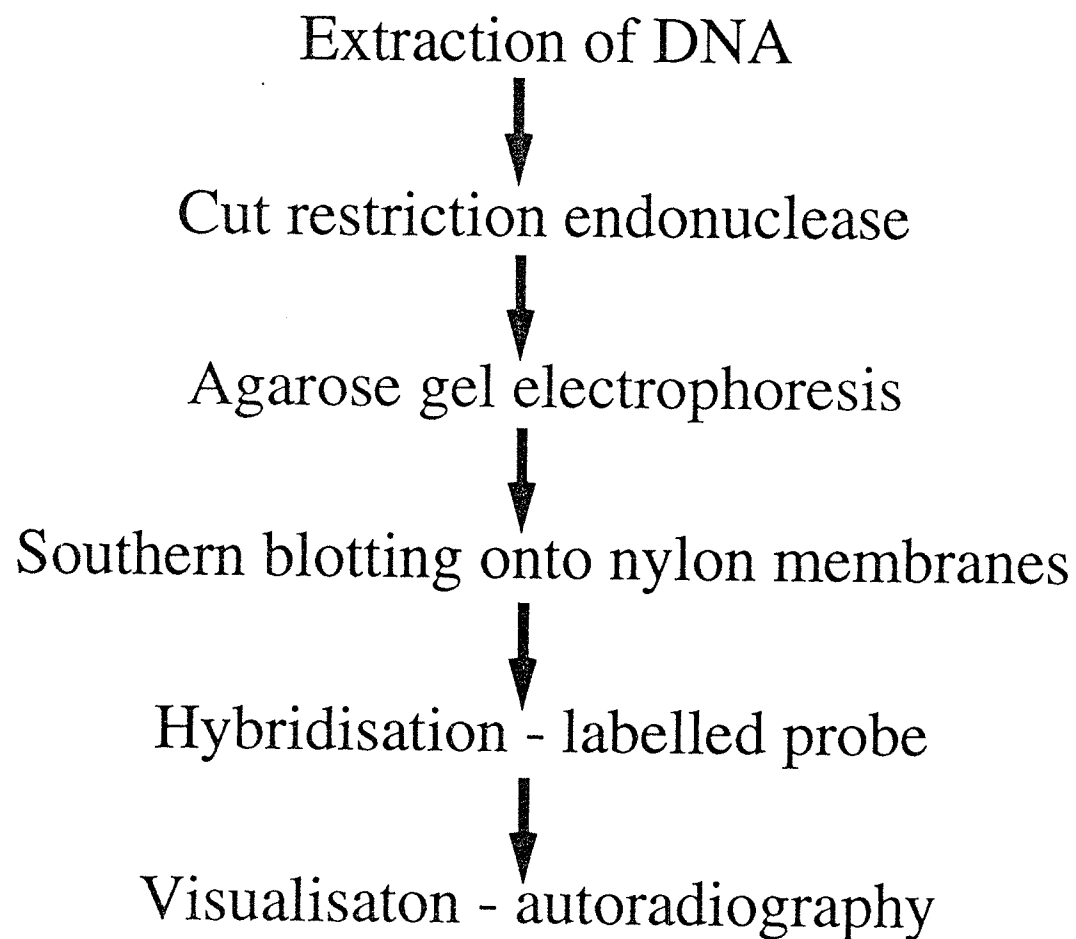 Extraction of DNA
Cut restriction endonuclease
Agarose gel electrophoresis
Southern blotting onto nylon membranes
Hybridisation - labelled probe
Visualisaton - autoradiography